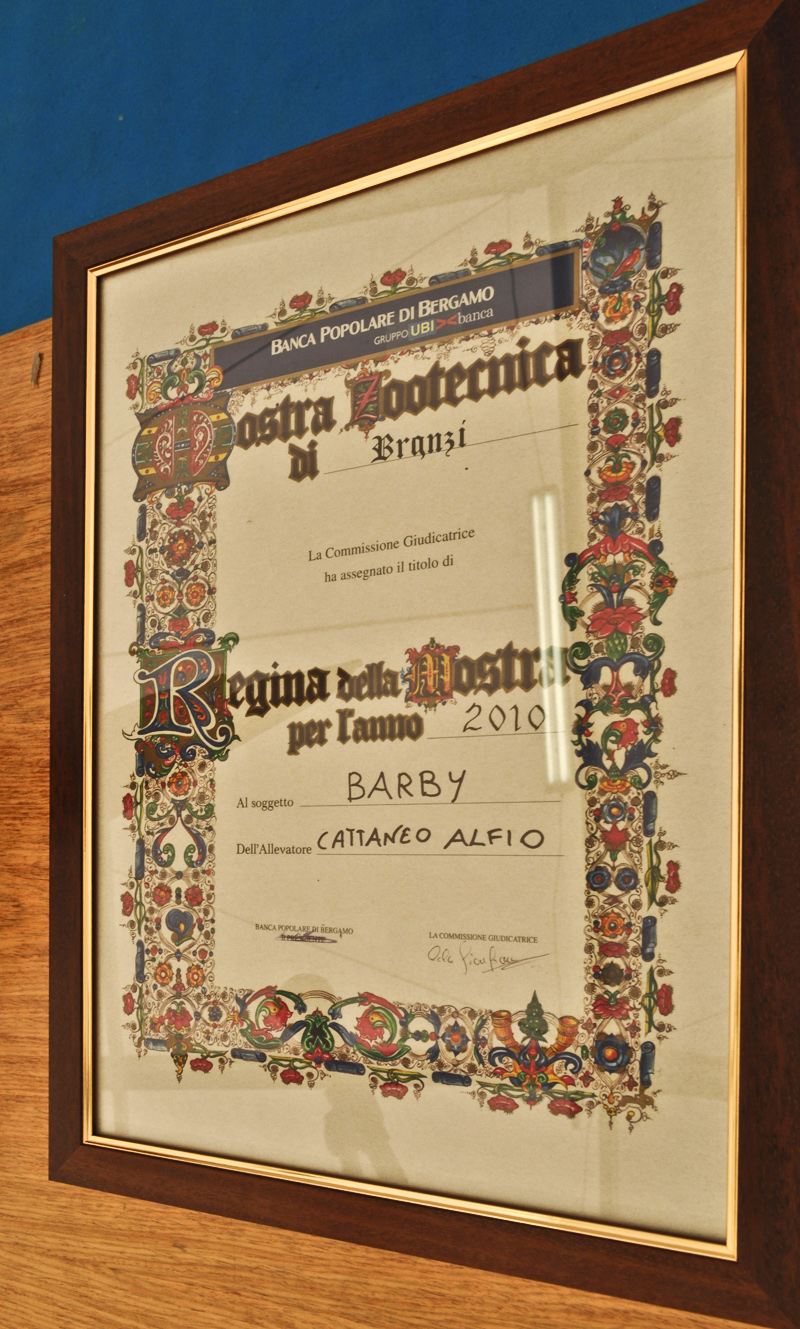 BANCA POPOLARE DI BERGAMO
GRUPPO UBI banca
Mostra Zootecnica
di Branzi
La Commissione Giudicatrice
ha assegnato il titolo di
Regina della Mostra
per l'anno 2010
Al soggetto BARBY
Dell'Allevatore CATTANEO ALFIO
BANCA POPOLARE DI BERGAMO
LA COMMISSIONE GIUDICATRICE